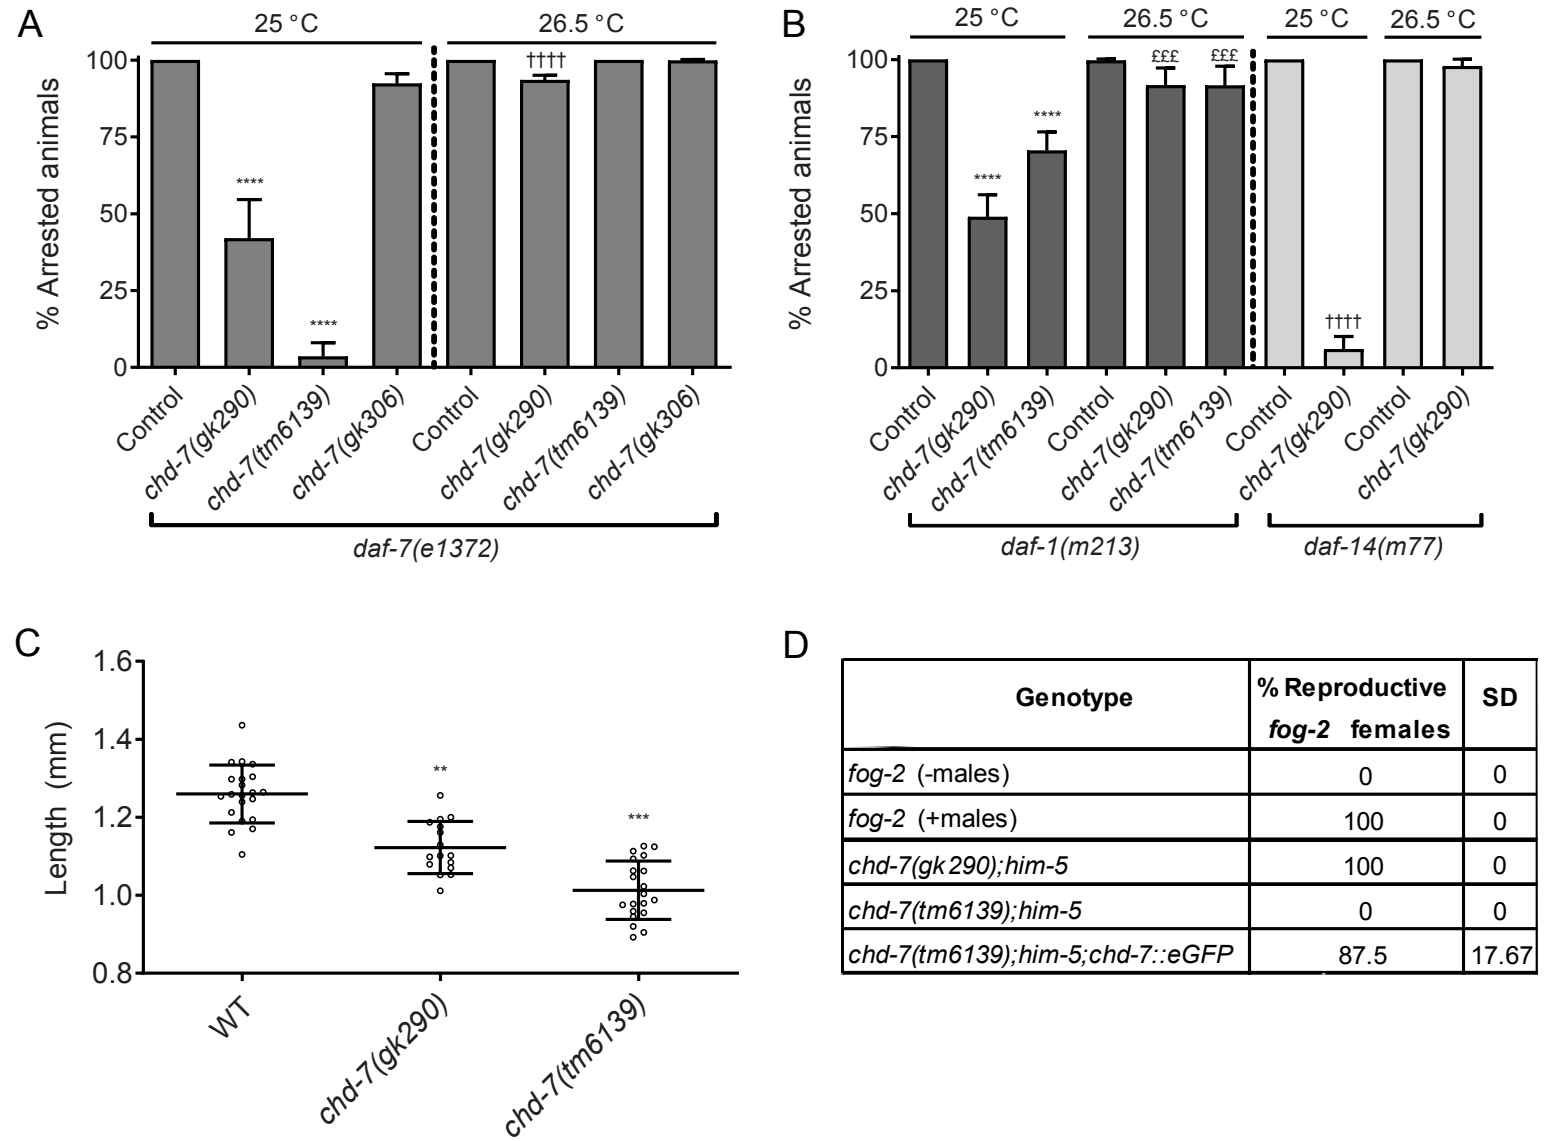 A
25 °C
26.5 °C
% Arrested animals
100
75
50
25
0
****
****
††††
Control
chd-7(gk290)
chd-7(tm6139)
chd-7(gk306)
Control
chd-7(gk290)
chd-7(tm6139)
chd-7(gk306)
daf-7(e1372)
B
25 °C
26.5 °C
25 °C
26.5 °C
% Arrested animals
100
75
50
25
0
****
****
£££
£££
††††
Control
chd-7(gk290)
chd-7(tm6139)
Control
chd-7(gk290)
chd-7(tm6139)
Control
chd-7(gk290)
Control
chd-7(gk290)
daf-1(m213)
daf-14(m77)
C
Length (mm)
1.6
1.4
1.2
1.0
0.8
**
***
WT
chd-7(gk290)
chd-7(tm6139)
D
Genotype
% Reproductive
fog-2 females
SD
fog-2 (-males) 0 0
fog-2 (+males) 100 0
chd-7(gk290);him-5 100 0
chd-7(tm6139);him-5 0 0
chd-7(tm6139);him-5;chd-7::eGFP 87.5 17.67